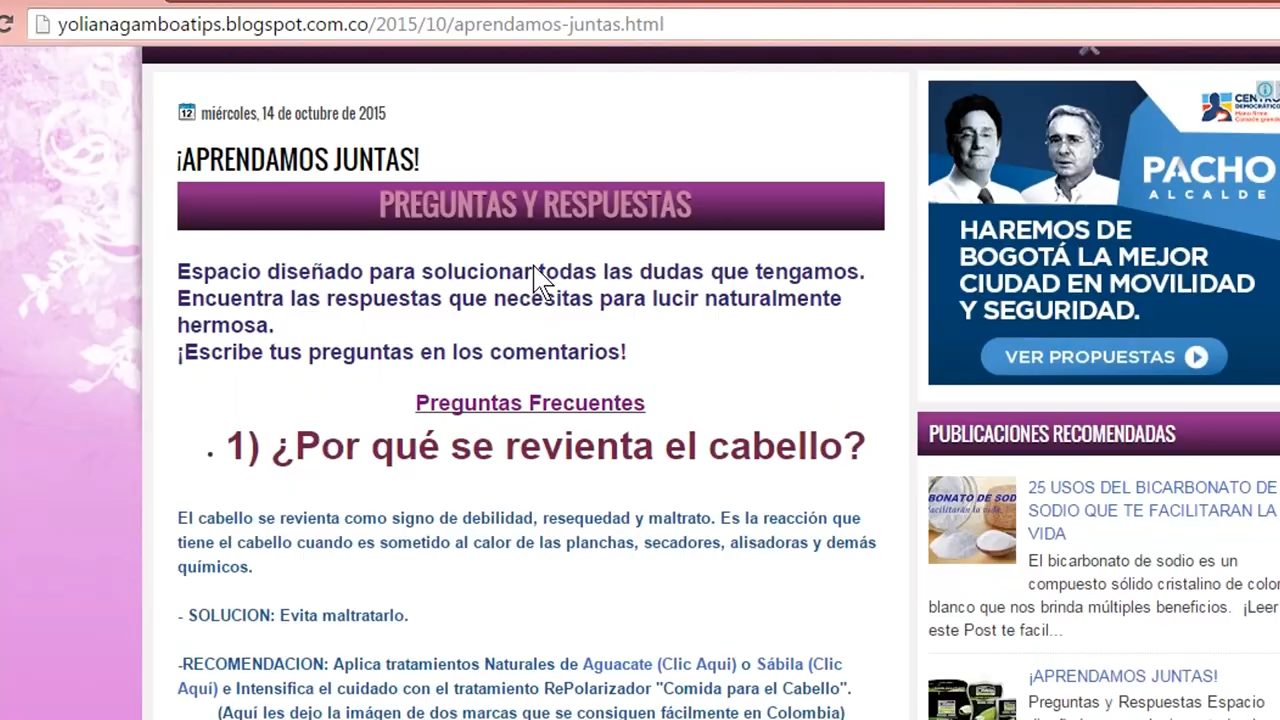 yolianagamboatips.blogspot.com.co/2015/10/aprendamos-juntas.html
12 miércoles, 14 de octubre de 2015
¡APRENDAMOS JUNTAS!
PREGUNTAS Y RESPUESTAS
Espacio diseñado para solucionar todas las dudas que tengamos.
Encuentra las respuestas que necesitas para lucir naturalmente
hermosa.
¡Escribe tus preguntas en los comentarios!
Preguntas Frecuentes
1) ¿Por qué se revienta el cabello?
El cabello se revienta como signo de debilidad, resequedad y maltrato. Es la reacción que
tiene el cabello cuando es sometido al calor de las planchas, secadores, alisadoras y demás
químicos.
- SOLUCION: Evita maltratarlo.
-RECOMENDACION: Aplica tratamientos Naturales de Aguacate (Clic Aqui) o Sábila (Clic
Aquí) e Intensifica el cuidado con el tratamiento RePolarizador "Comida para el Cabello".
(Aquí les dejo la imágen de dos marcas que se consiguen fácilmente en Colombia)
DEMOCRÁTICO
PACHO
ALCALDE
HAREMOS DE
BOGOTÁ LA MEJOR
CIUDAD EN MOVILIDAD
Y SEGURIDAD.
VER PROPUESTAS
PUBLICACIONES RECOMENDADAS
BONATO DE SOD
25 USOS DEL BICARBONATO DE
SODIO QUE TE FACILITARAN LA
VIDA
El bicarbonato de sodio es un
compuesto sólido cristalino de color
blanco que nos brinda múltiples beneficios. ¡Leer
este Post te facil...
¡APRENDAMOS JUNTAS!
Preguntas y Respuestas Espacio